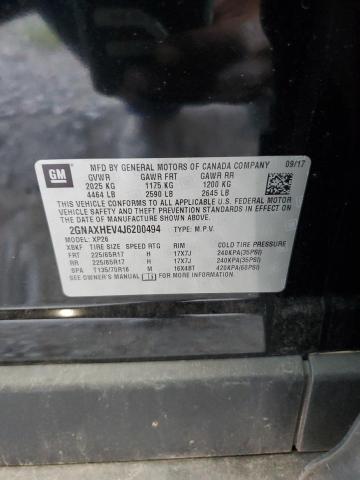 GM
MFD BY GENERAL MOTORS OF CANADA COMPANY 09/17
GVWR GAWR FRT GAWR RR
2025 KG 1175 KG 1200 KG
4464 LB 2590 LB 2645 LB
THIS VEHICLE CONFORMS TO ALL APPLICABLE U.S.
FEDERAL MOTOR VEHICLE SAFETY, BUMPER, AND THEFT
PREVENTION STANDARDS IN EFFECT ON THE DATE OF
MANUFACTURE SHOWN ABOVE.
2GNAXHEV4J6200494 TYPE: M.P.V.
MODEL: XP26
XBKF TIRE SIZE SPEED RTG RIM COLD TIRE PRESSURE
FRT 225/65R17 H 17X7J 240KPA(35PSI)
RR 225/65R17 H 17X7J 240KPA(35PSI)
SPA T135/70R16 M 16X4BT 420KPA(60PSI)
SEE OWNER'S MANUAL FOR MORE INFORMATION